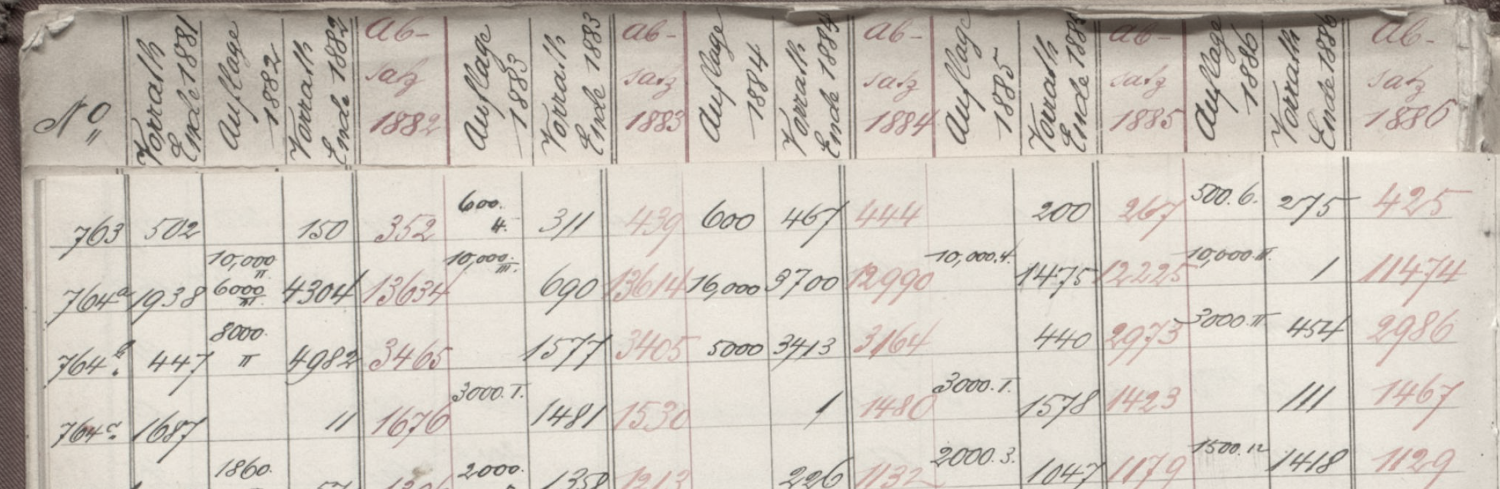 No Vorrath Ende 1881 Auflage 1882 Vorrath Ende 1882 Absatz 1882 Auflage 1883 Vorrath Ende 1883 Absatz 1883 Auflage 1884 Vorrath Ende 1884 Absatz 1884 Auflage 1885 Vorrath Ende 1885 Absatz 1885 Auflage 1886 Vorrath Ende 1886 Absatz 1886
763 502 150 352 600. 4. 311 439 600 467 444 200 267 500.6. 275 425
764a 1938 10,000 II 6000 III 4304 13634 10,000. III. 690 13614 16,000 3700 12990 10,000.4. 1475 12225 10,000.II. 1 11474
764b. 447 8000. II 4982 3465 1577 3405 5000 3413 3164 440 2973 3000.II 454 2986
764c. 1687 11 1676 3000.I. 1481 1530 1 1480 3000.I. 1578 1423 111 1467
1860. 2000. 1358 1213 226 1132 2000.3. 1047 1179 1500.12 1418 1129